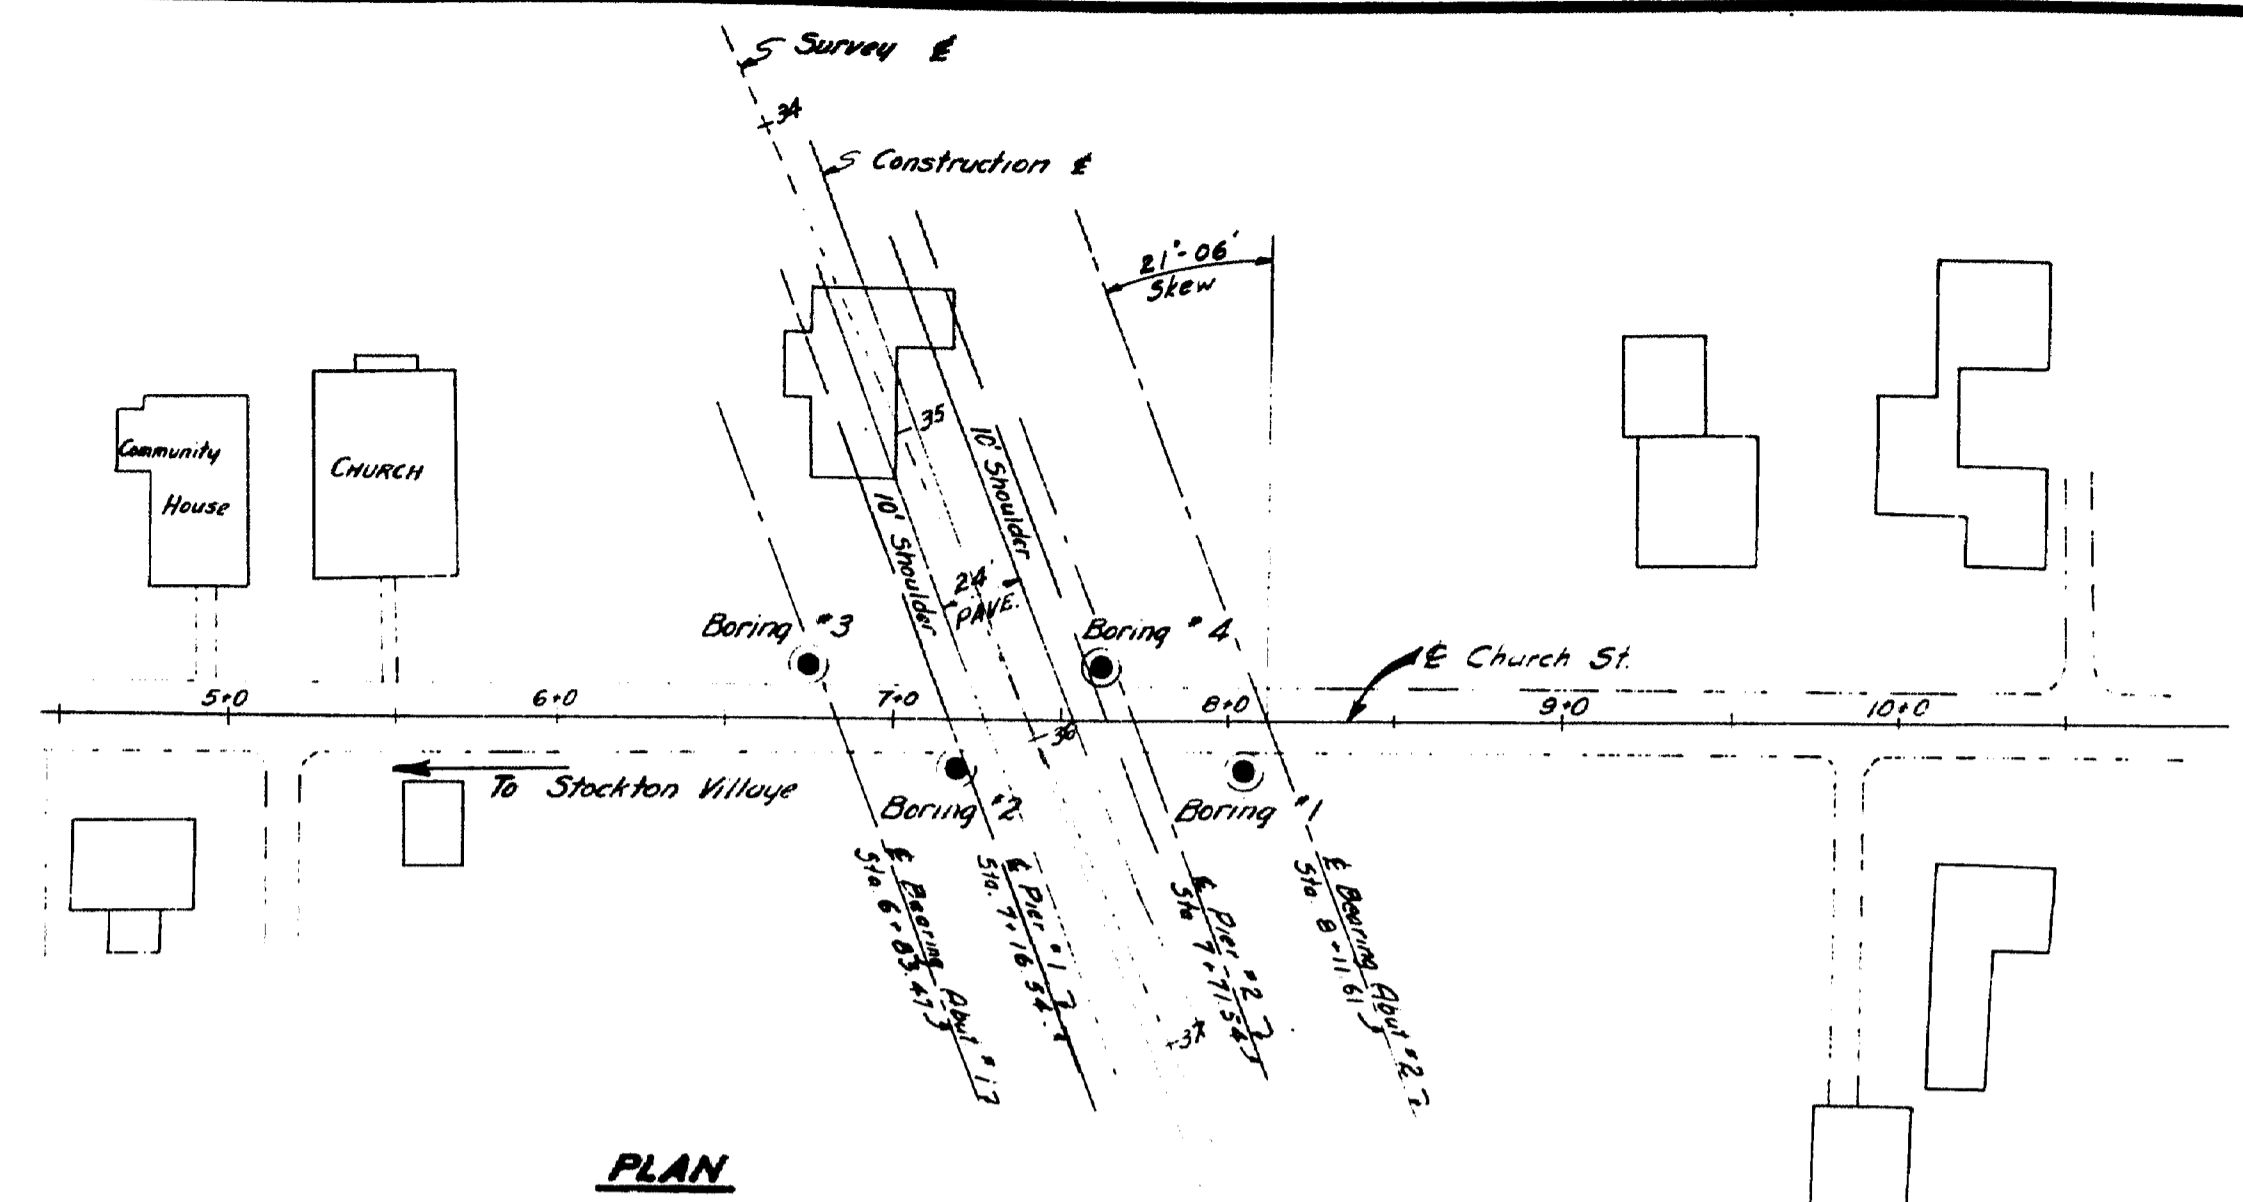 S Survey ℄
34
S Construction ℄
21°-06'
Skew
35
10' Shoulder
Community
House
CHURCH
10' Shoulder
24'
PAVE.
Boring #3
Boring #4
℄ Church St.
5+0
6+0
7+0
8+0
9+0
10+0
36
To Stockton Village
Boring #2
Boring #1
℄ Bearing Abut #1
Sta. 6+83.47
℄ Pier #1
Sta. 7+16.54
℄ Pier #2
Sta 7+71.54
℄ Bearing Abut #2
Sta. 8+11.61
37
PLAN